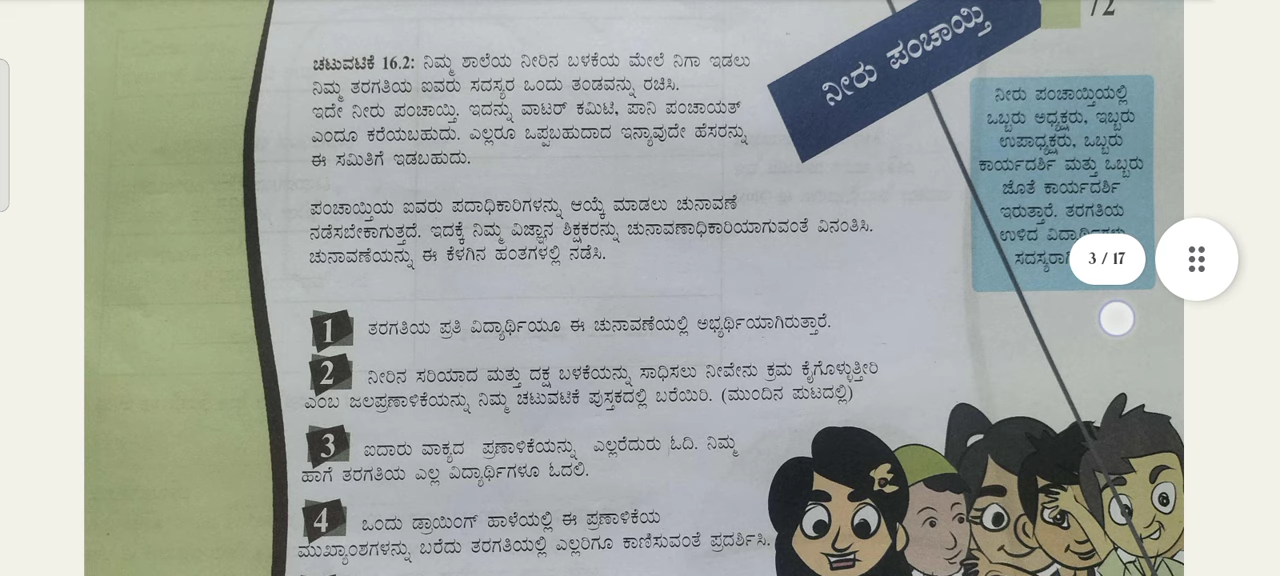 72
ನೀರು ಪಂಚಾಯ್ತಿ
ಚಟುವಟಿಕೆ 16.2: ನಿಮ್ಮ ಶಾಲೆಯ ನೀರಿನ ಬಳಕೆಯ ಮೇಲೆ ನಿಗಾ ಇಡಲು
ನಿಮ್ಮ ತರಗತಿಯ ಐವರು ಸದಸ್ಯರ ಒಂದು ತಂಡವನ್ನು ರಚಿಸಿ.
ಇದೇ ನೀರು ಪಂಚಾಯ್ತಿ. ಇದನ್ನು ವಾಟರ್ ಕಮಿಟಿ, ಪಾನಿ ಪಂಚಾಯತ್
ಎಂದೂ ಕರೆಯಬಹುದು. ಎಲ್ಲರೂ ಒಪ್ಪಬಹುದಾದ ಇನ್ಯಾವುದೇ ಹೆಸರನ್ನು
ಈ ಸಮಿತಿಗೆ ಇಡಬಹುದು.
ಪಂಚಾಯ್ತಿಯ ಐವರು ಪದಾಧಿಕಾರಿಗಳನ್ನು ಆಯ್ಕೆ ಮಾಡಲು ಚುನಾವಣೆ
ನಡೆಸಬೇಕಾಗುತ್ತದೆ. ಇದಕ್ಕೆ ನಿಮ್ಮ ವಿಜ್ಞಾನ ಶಿಕ್ಷಕರನ್ನು ಚುನಾವಣಾಧಿಕಾರಿಯಾಗುವಂತೆ ವಿನಂತಿಸಿ.
ಚುನಾವಣೆಯನ್ನು ಈ ಕೆಳಗಿನ ಹಂತಗಳಲ್ಲಿ ನಡೆಸಿ.
ನೀರು ಪಂಚಾಯ್ತಿಯಲ್ಲಿ
ಒಬ್ಬರು ಅಧ್ಯಕ್ಷರು, ಇಬ್ಬರು
ಉಪಾಧ್ಯಕ್ಷರು, ಒಬ್ಬರು
ಕಾರ್ಯದರ್ಶಿ ಮತ್ತು ಒಬ್ಬರು
ಜೊತೆ ಕಾರ್ಯದರ್ಶಿ
ಇರುತ್ತಾರೆ. ತರಗತಿಯ
ಉಳಿದ
3 / 17
1 ತರಗತಿಯ ಪ್ರತಿ ವಿದ್ಯಾರ್ಥಿಯೂ ಈ ಚುನಾವಣೆಯಲ್ಲಿ ಅಭ್ಯರ್ಥಿಯಾಗಿರುತ್ತಾರೆ.
2 ನೀರಿನ ಸರಿಯಾದ ಮತ್ತು ದಕ್ಷ ಬಳಕೆಯನ್ನು ಸಾಧಿಸಲು ನೀವೇನು ಕ್ರಮ ಕೈಗೊಳ್ಳುತ್ತೀರಿ
ಎಂಬ ಜಲಪ್ರಣಾಳಿಕೆಯನ್ನು ನಿಮ್ಮ ಚಟುವಟಿಕೆ ಪುಸ್ತಕದಲ್ಲಿ ಬರೆಯಿರಿ. (ಮುಂದಿನ ಪುಟದಲ್ಲಿ)
3 ಐದಾರು ವಾಕ್ಯದ ಪ್ರಣಾಳಿಕೆಯನ್ನು ಎಲ್ಲರೆದುರು ಓದಿ. ನಿಮ್ಮ
ಹಾಗೆ ತರಗತಿಯ ಎಲ್ಲ ವಿದ್ಯಾರ್ಥಿಗಳೂ ಓದಲಿ.
4 ಒಂದು ಡ್ರಾಯಿಂಗ್ ಹಾಳೆಯಲ್ಲಿ ಈ ಪ್ರಣಾಳಿಕೆಯ
ಮುಖ್ಯಾಂಶಗಳನ್ನು ಬರೆದು ತರಗತಿಯಲ್ಲಿ ಎಲ್ಲರಿಗೂ ಕಾಣಿಸುವಂತೆ ಪ್ರದರ್ಶಿಸಿ.